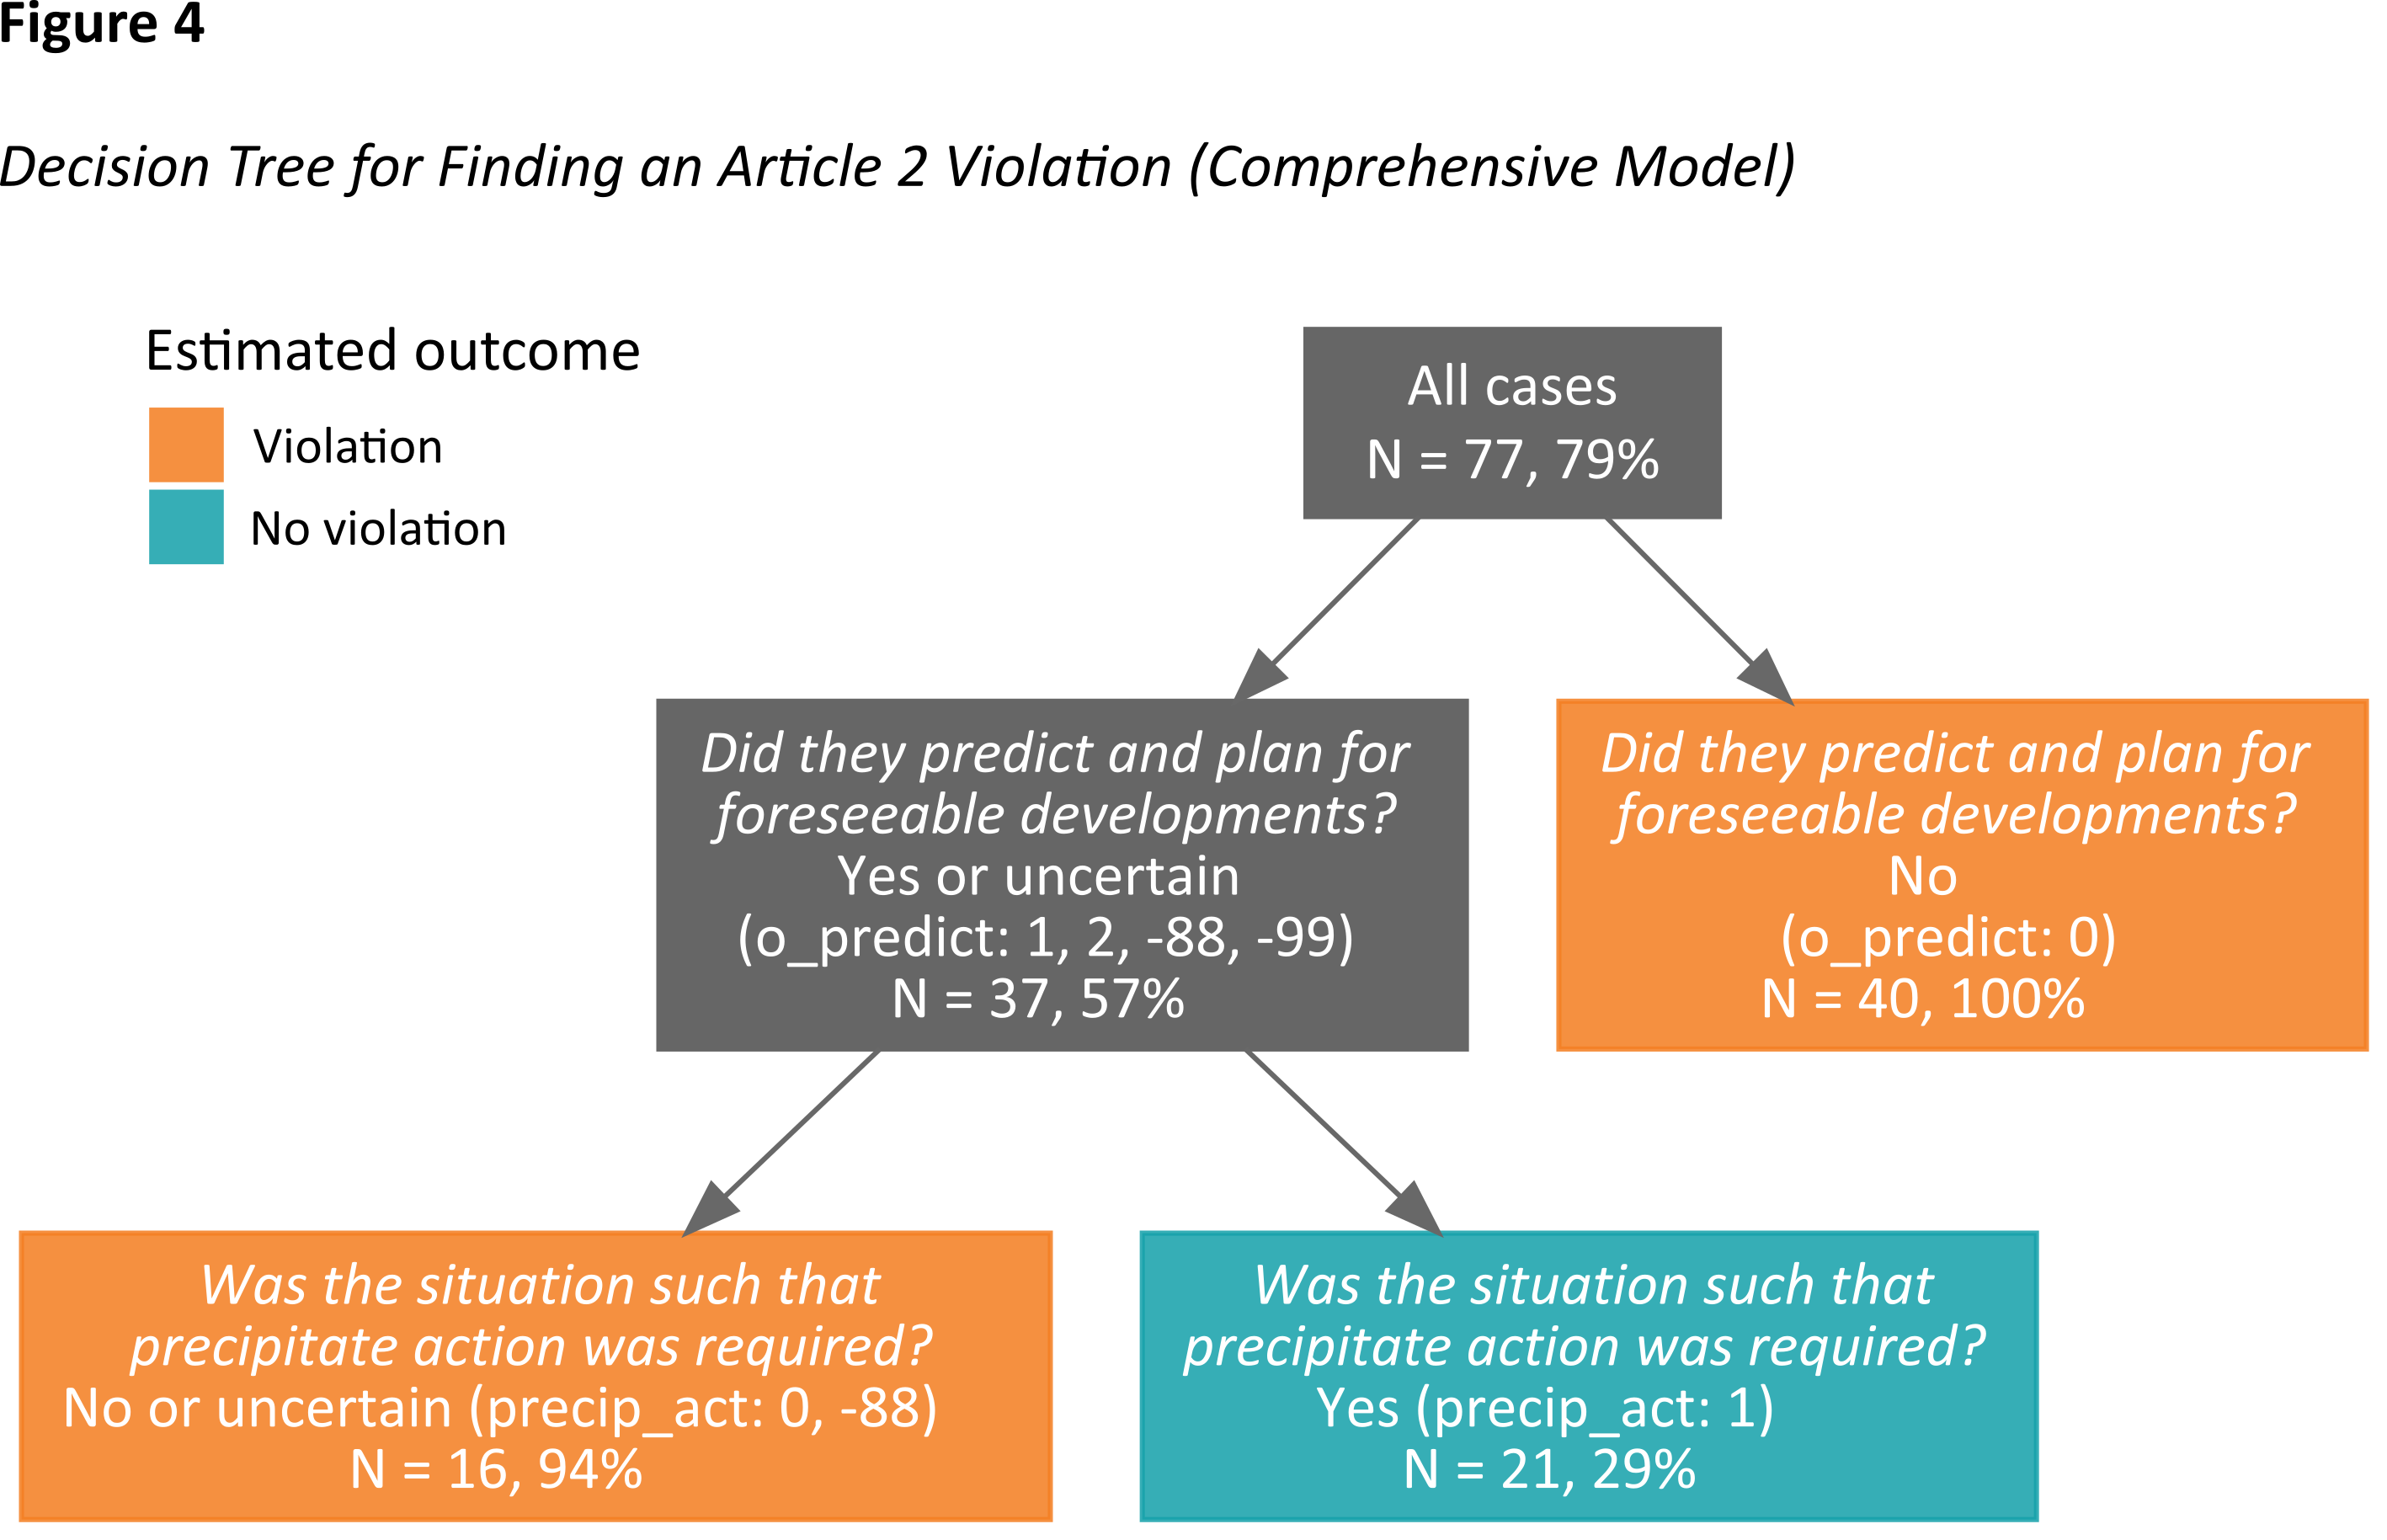 Figure 4
Decision Tree for Finding an Article 2 Violation (Comprehensive Model)
Estimated outcome
Violation
No violation
All cases
N = 77, 79%
Did they predict and plan for
foreseeable developments?
Yes or uncertain
(o_predict: 1, 2, -88, -99)
N = 37, 57%
Did they predict and plan for
foreseeable developments?
No
(o_predict: 0)
N = 40, 100%
Was the situation such that
precipitate action was required?
No or uncertain (precip_act: 0, -88)
N = 16, 94%
Was the situation such that
precipitate action was required?
Yes (precip_act: 1)
N = 21, 29%